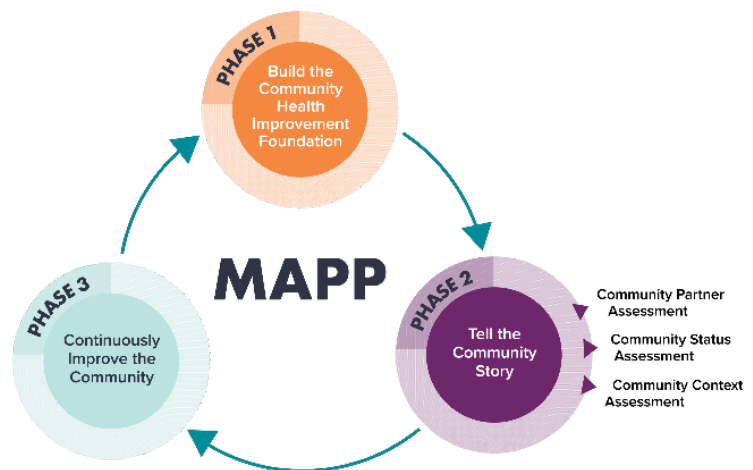 PHASE 1
Build the
Community
Health
Improvement
Foundation
MAPP
PHASE 2
Tell the
Community
Story
Community Partner
Assessment
Community Status
Assessment
Community Context
Assessment
PHASE 3
Continuously
Improve the
Community